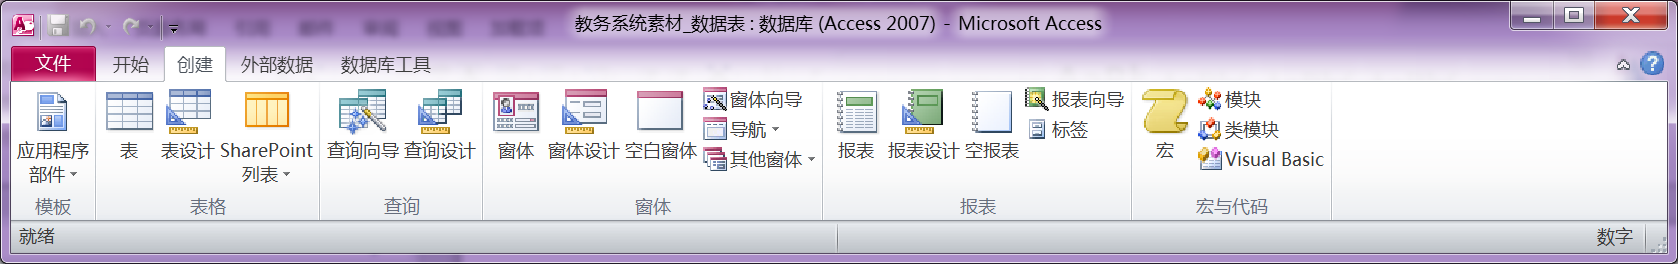 教务系统素材_数据表 : 数据库 (Access 2007) - Microsoft Access
文件 开始 创建 外部数据 数据库工具
应用程序部件
模板
表
表设计
SharePoint 列表
表格
查询向导
查询设计
查询
窗体
窗体设计
空白窗体
窗体向导
导航
其他窗体
窗体
报表
报表设计
空报表
报表向导
标签
报表
宏
模块
类模块
Visual Basic
宏与代码
就绪
数字